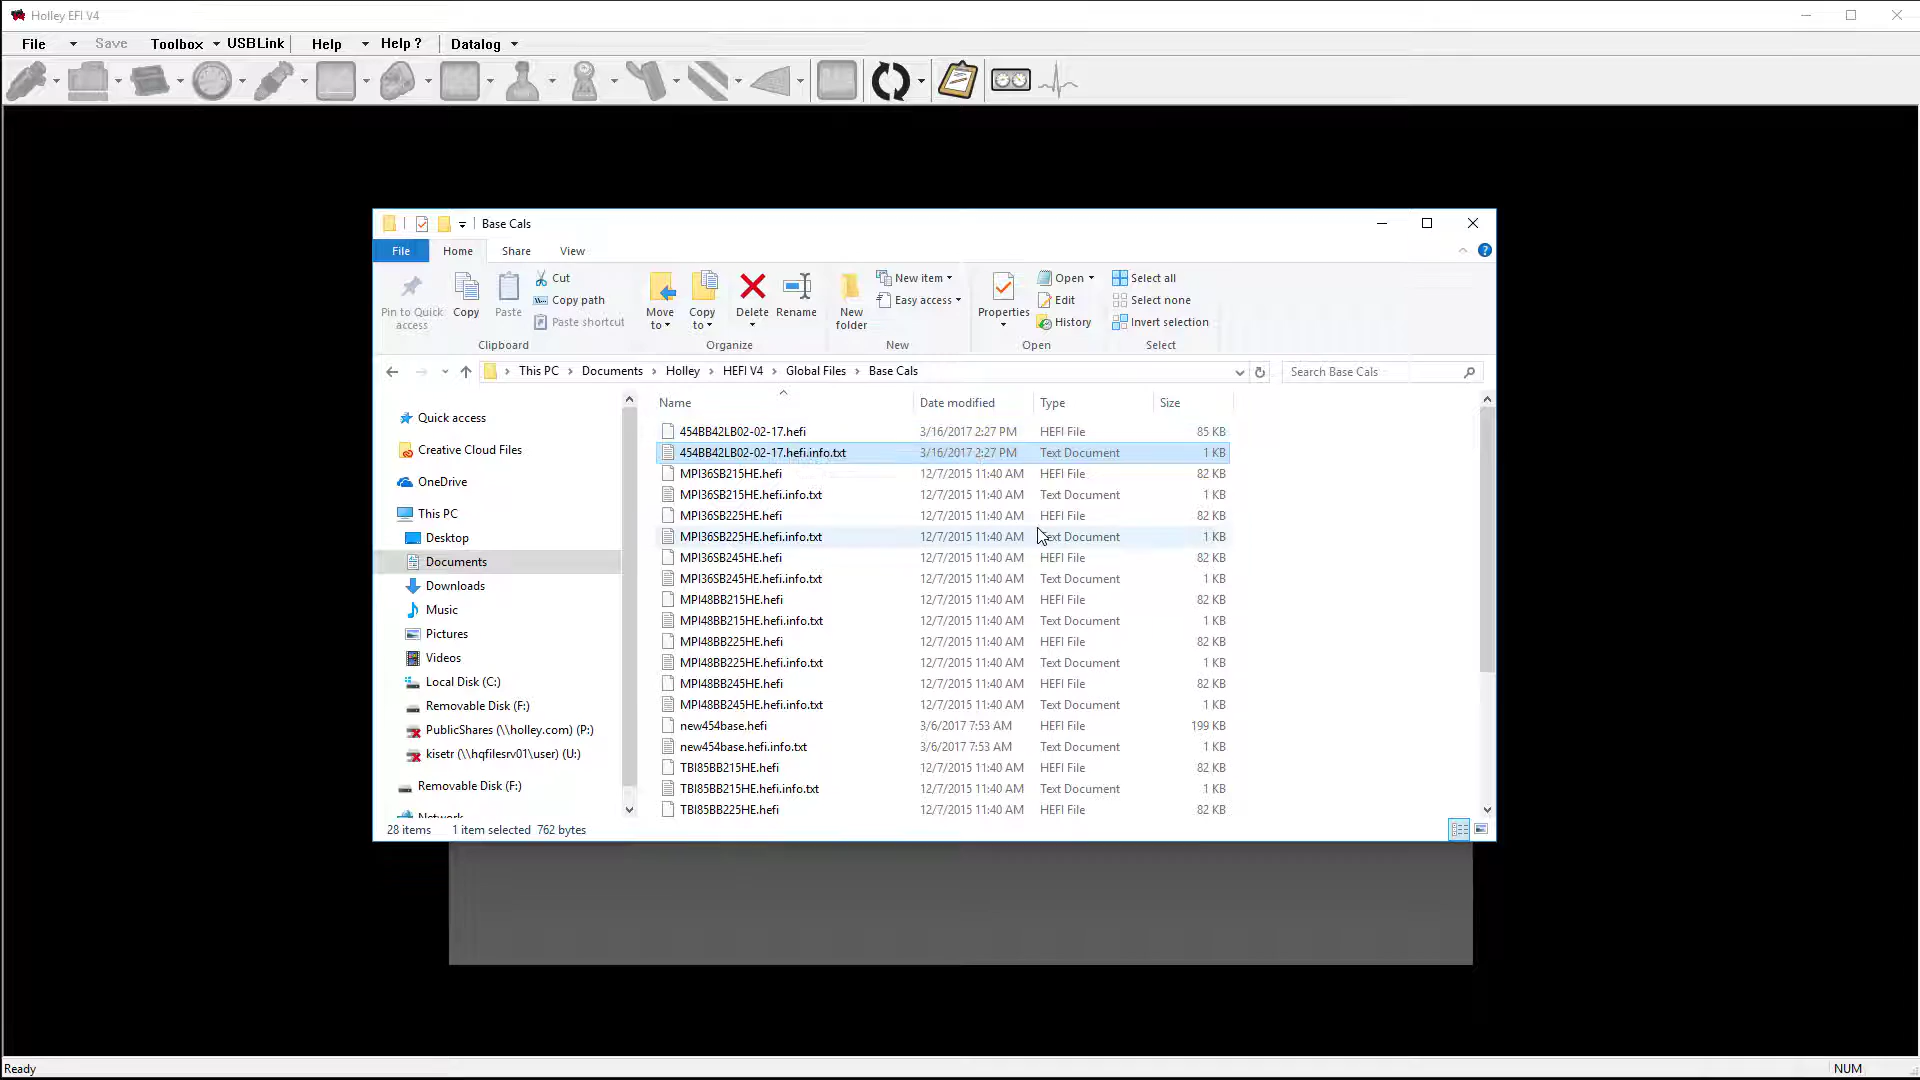 Holley EFI V4
File Save Toolbox USBLink Help Help ? Datalog
Base Cals
File Home Share View
Pin to Quick access
Copy
Paste
Cut
Copy path
Paste shortcut
Clipboard
Move to
Copy to
Delete
Rename
Organize
New folder
New item
Easy access
New
Properties
Open
Edit
History
Open
Select all
Select none
Invert selection
Select
This PC > Documents > Holley > HEFI V4 > Global Files > Base Cals
Search Base Cals
Quick access
Creative Cloud Files
OneDrive
This PC
Desktop
Documents
Downloads
Music
Pictures
Videos
Local Disk (C:)
Removable Disk (F:)
PublicShares (\\holley.com) (P:)
kisetr (\\hqfilesrv01\user) (U:)
Removable Disk (F:)
Network
Name Date modified Type Size
454BB42LB02-02-17.hefi 3/16/2017 2:27 PM HEFI File 85 KB
454BB42LB02-02-17.hefi.info.txt 3/16/2017 2:27 PM Text Document 1 KB
MPI36SB215HE.hefi 12/7/2015 11:40 AM HEFI File 82 KB
MPI36SB215HE.hefi.info.txt 12/7/2015 11:40 AM Text Document 1 KB
MPI36SB225HE.hefi 12/7/2015 11:40 AM HEFI File 82 KB
MPI36SB225HE.hefi.info.txt 12/7/2015 11:40 AM Text Document 1 KB
MPI36SB245HE.hefi 12/7/2015 11:40 AM HEFI File 82 KB
MPI36SB245HE.hefi.info.txt 12/7/2015 11:40 AM Text Document 1 KB
MPI48BB215HE.hefi 12/7/2015 11:40 AM HEFI File 82 KB
MPI48BB215HE.hefi.info.txt 12/7/2015 11:40 AM Text Document 1 KB
MPI48BB225HE.hefi 12/7/2015 11:40 AM HEFI File 82 KB
MPI48BB225HE.hefi.info.txt 12/7/2015 11:40 AM Text Document 1 KB
MPI48BB245HE.hefi 12/7/2015 11:40 AM HEFI File 82 KB
MPI48BB245HE.hefi.info.txt 12/7/2015 11:40 AM Text Document 1 KB
new454base.hefi 3/6/2017 7:53 AM HEFI File 199 KB
new454base.hefi.info.txt 3/6/2017 7:53 AM Text Document 1 KB
TBI85BB215HE.hefi 12/7/2015 11:40 AM HEFI File 82 KB
TBI85BB215HE.hefi.info.txt 12/7/2015 11:40 AM Text Document 1 KB
TBI85BB225HE.hefi 12/7/2015 11:40 AM HEFI File 82 KB
28 items 1 item selected 762 bytes
Ready NUM